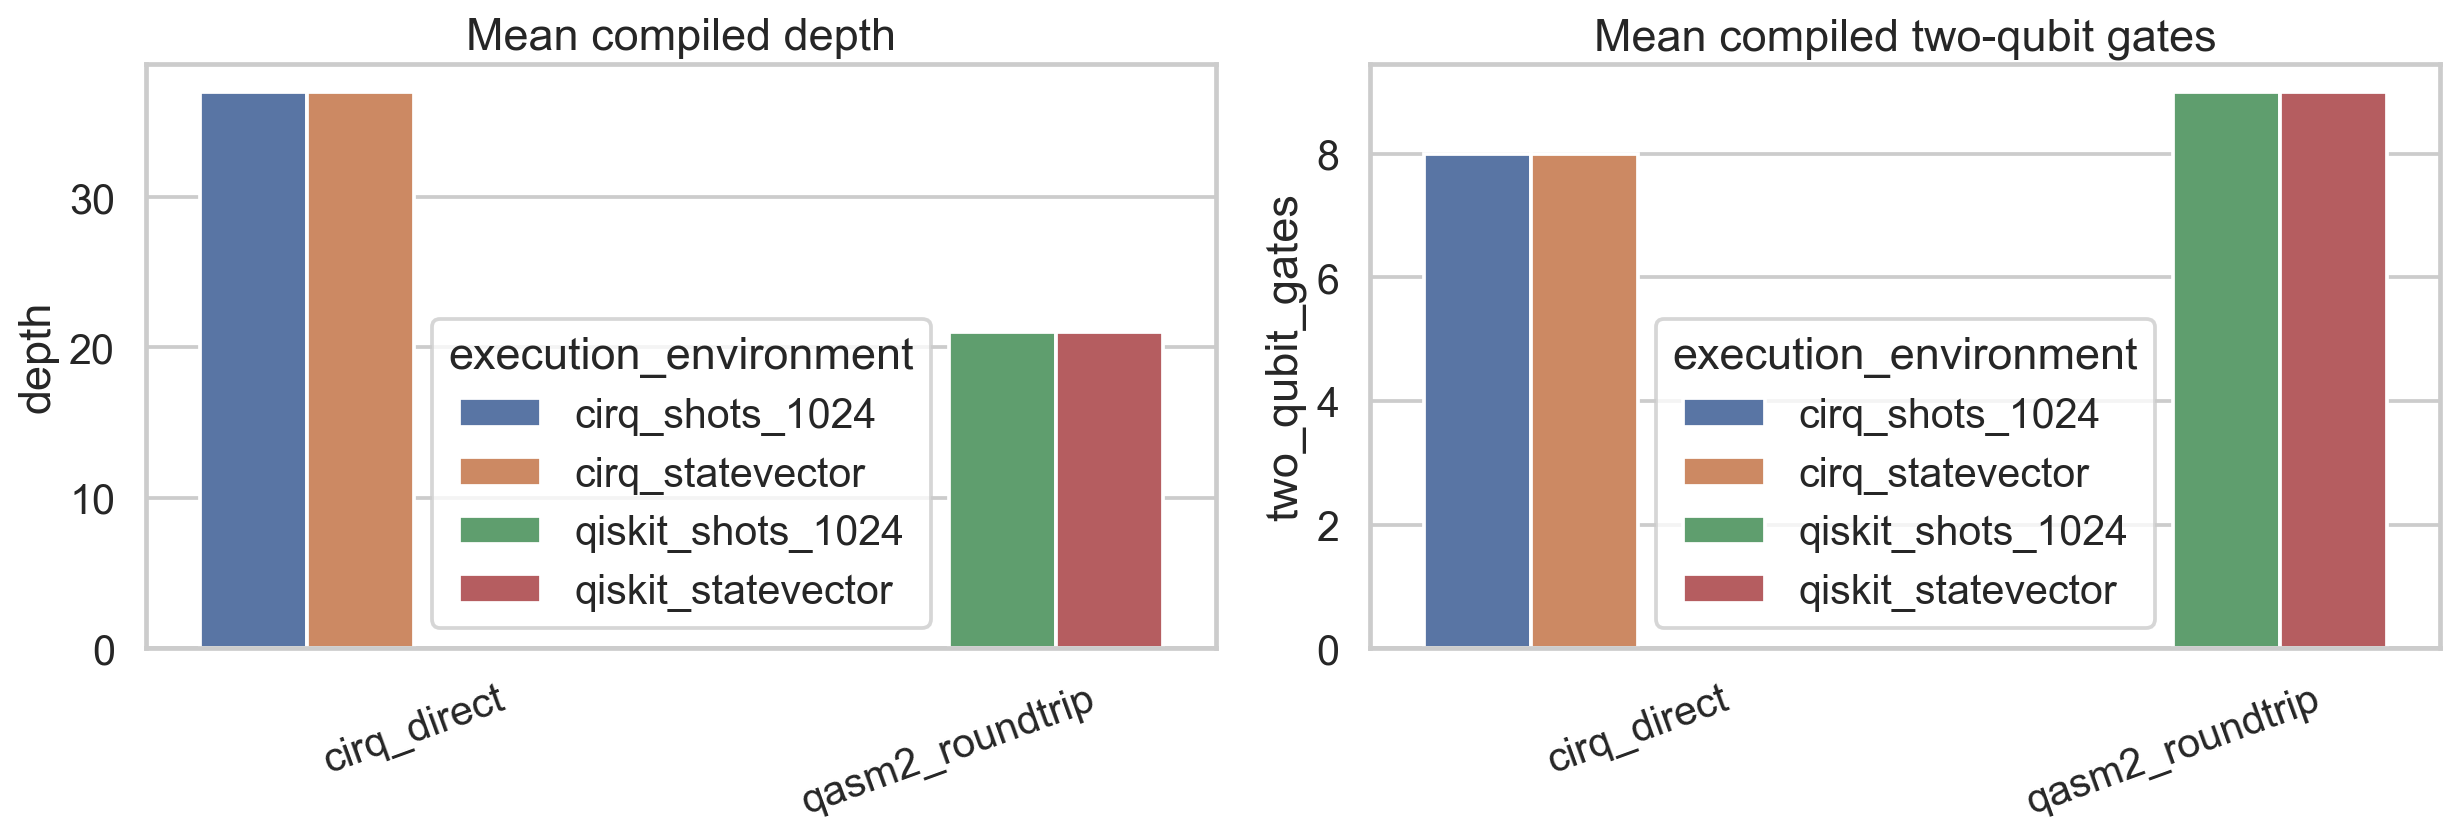 Mean compiled depth
depth
30
20
10
0
execution_environment
cirq_shots_1024
cirq_statevector
qiskit_shots_1024
qiskit_statevector
cirq_direct
qasm2_roundtrip
Mean compiled two-qubit gates
two_qubit_gates
8
6
4
2
0
execution_environment
cirq_shots_1024
cirq_statevector
qiskit_shots_1024
qiskit_statevector
cirq_direct
qasm2_roundtrip